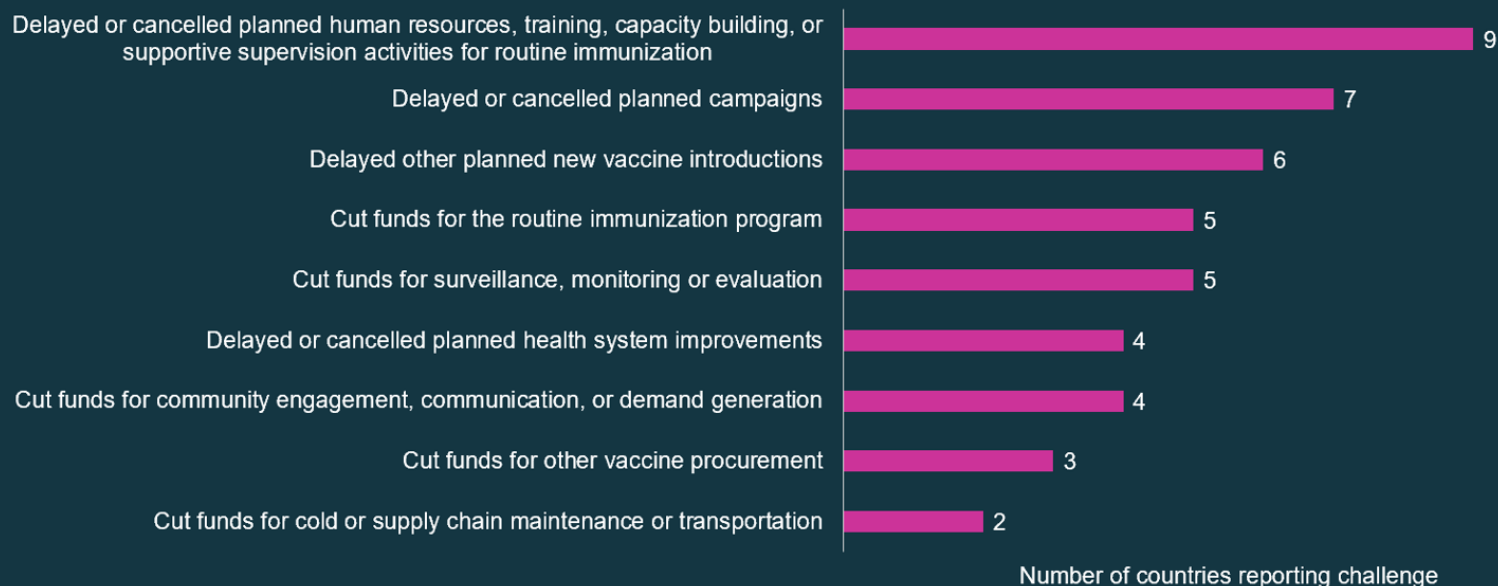 Delayed or cancelled planned human resources, training, capacity building, or
supportive supervision activities for routine immunization
9
Delayed or cancelled planned campaigns
7
Delayed other planned new vaccine introductions
6
Cut funds for the routine immunization program
5
Cut funds for surveillance, monitoring or evaluation
5
Delayed or cancelled planned health system improvements
4
Cut funds for community engagement, communication, or demand generation
4
Cut funds for other vaccine procurement
3
Cut funds for cold or supply chain maintenance or transportation
2
Number of countries reporting challenge